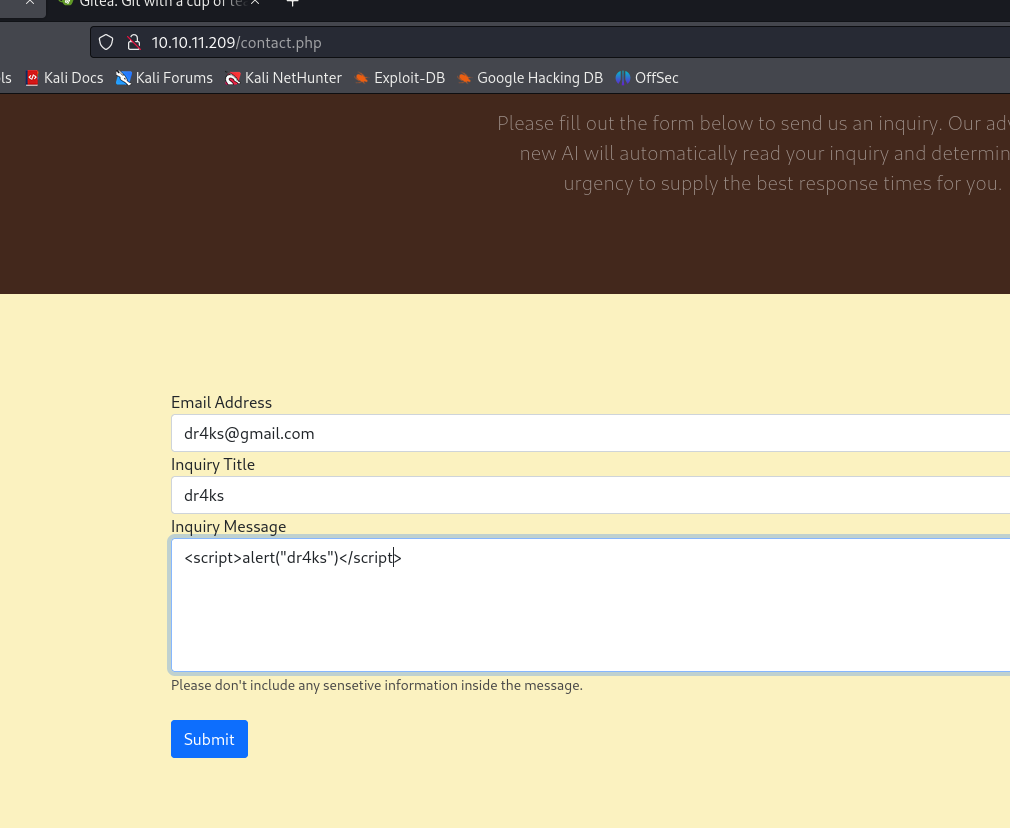 Gitea: Git with a cup of tea
10.10.11.209/contact.php
ls Kali Docs Kali Forums Kali NetHunter Exploit-DB Google Hacking DB OffSec
Please fill out the form below to send us an inquiry. Our
new AI will automatically read your inquiry and
urgency to supply the best response times for you.
Email Address
dr4ks@gmail.com
Inquiry Title
dr4ks
Inquiry Message
<script>alert("dr4ks")</script>
Please don't include any sensetive information inside the message.
Submit